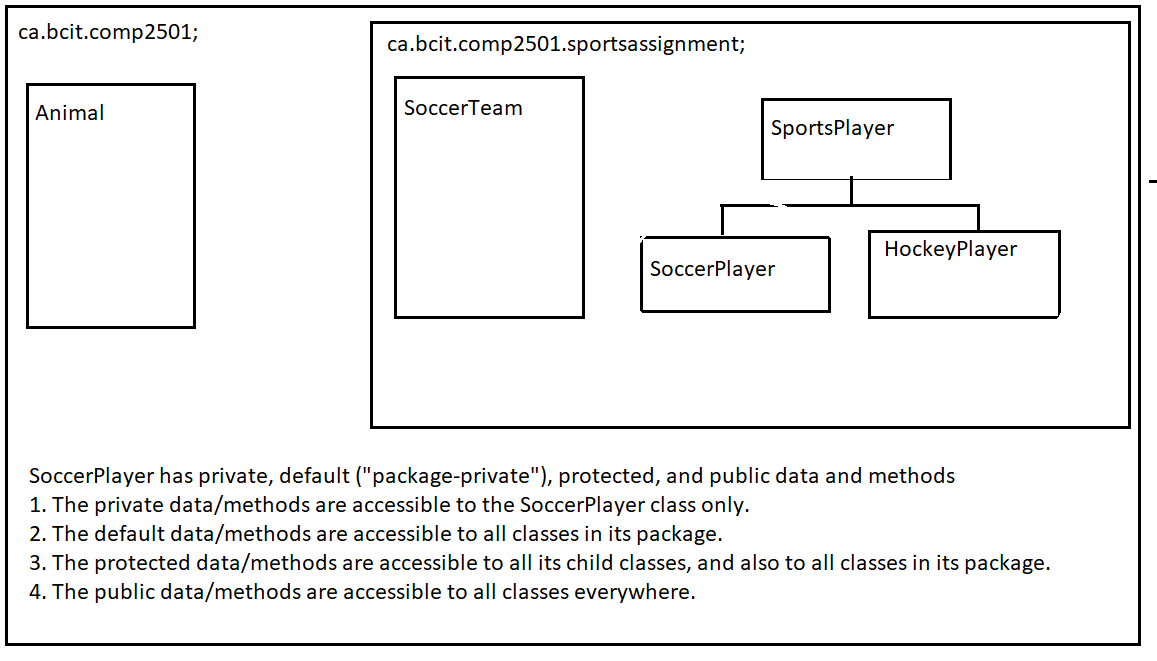 ca.bcit.comp2501;
ca.bcit.comp2501.sportsassignment;
Animal
SoccerTeam
SportsPlayer
SoccerPlayer
HockeyPlayer
SoccerPlayer has private, default ("package-private"), protected, and public data and methods
1. The private data/methods are accessible to the SoccerPlayer class only.
2. The default data/methods are accessible to all classes in its package.
3. The protected data/methods are accessible to all its child classes, and also to all classes in its package.
4. The public data/methods are accessible to all classes everywhere.